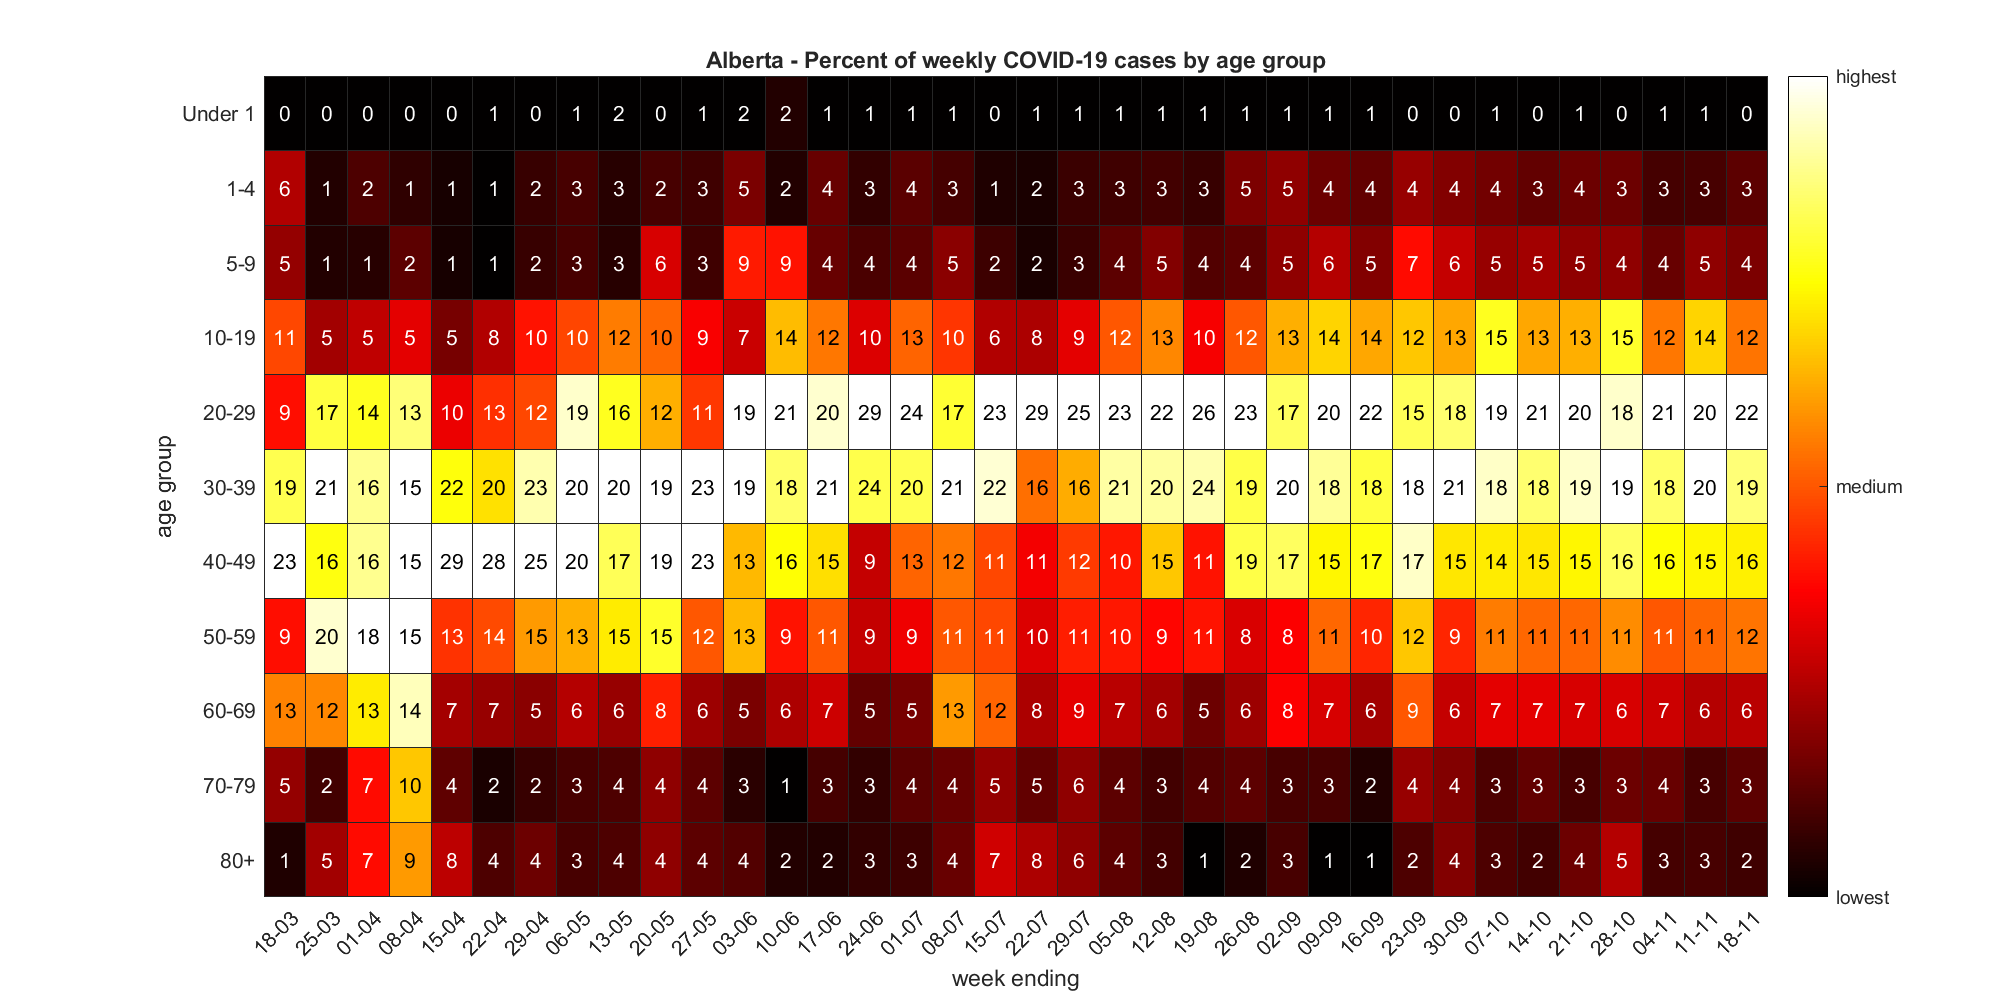 Alberta - Percent of weekly COVID-19 cases by age group
highest
Under 1 0 0 0 0 0 1 0 1 2 0 1 2 2 1 1 1 1 0 1 1 1 1 1 1 1 1 1 0 0 1 0 1 0 1 1 0
1-4 6 1 2 1 1 1 2 3 3 2 3 5 2 4 3 4 3 1 2 3 3 3 3 5 5 4 4 4 4 4 3 4 3 3 3 3
5-9 5 1 1 2 1 1 2 3 3 6 3 9 9 4 4 4 5 2 2 3 4 5 4 4 5 6 5 7 6 5 5 5 4 4 5 4
10-19 11 5 5 5 5 8 10 10 12 10 9 7 14 12 10 13 10 6 8 9 12 13 10 12 13 14 14 12 13 15 13 13 15 12 14 12
20-29 9 17 14 13 10 13 12 19 16 12 11 19 21 20 29 24 17 23 29 25 23 22 26 23 17 20 22 15 18 19 21 20 18 21 20 22
30-39 19 21 16 15 22 20 23 20 20 19 23 19 18 21 24 20 21 22 16 16 21 20 24 19 20 18 18 18 21 18 18 19 19 18 20 19
medium
40-49 23 16 16 15 29 28 25 20 17 19 23 13 16 15 9 13 12 11 11 12 10 15 11 19 17 15 17 17 15 14 15 15 16 16 15 16
50-59 9 20 18 15 13 14 15 13 15 15 12 13 9 11 9 9 11 11 10 11 10 9 11 8 8 11 10 12 9 11 11 11 11 11 11 12
60-69 13 12 13 14 7 7 5 6 6 8 6 5 6 7 5 5 13 12 8 9 7 6 5 6 8 7 6 9 6 7 7 7 6 7 6 6
70-79 5 2 7 10 4 2 2 3 4 4 4 3 1 3 3 4 4 5 5 6 4 3 4 4 3 3 2 4 4 3 3 3 3 4 3 3
80+ 1 5 7 9 8 4 4 3 4 4 4 4 2 2 3 3 4 7 8 6 4 3 1 2 3 1 1 2 4 3 2 4 5 3 3 2
lowest
age group
18-03 25-03 01-04 08-04 15-04 22-04 29-04 06-05 13-05 20-05 27-05 03-06 10-06 17-06 24-06 01-07 08-07 15-07 22-07 29-07 05-08 12-08 19-08 26-08 02-09 09-09 16-09 23-09 30-09 07-10 14-10 21-10 28-10 04-11 11-11 18-11
week ending